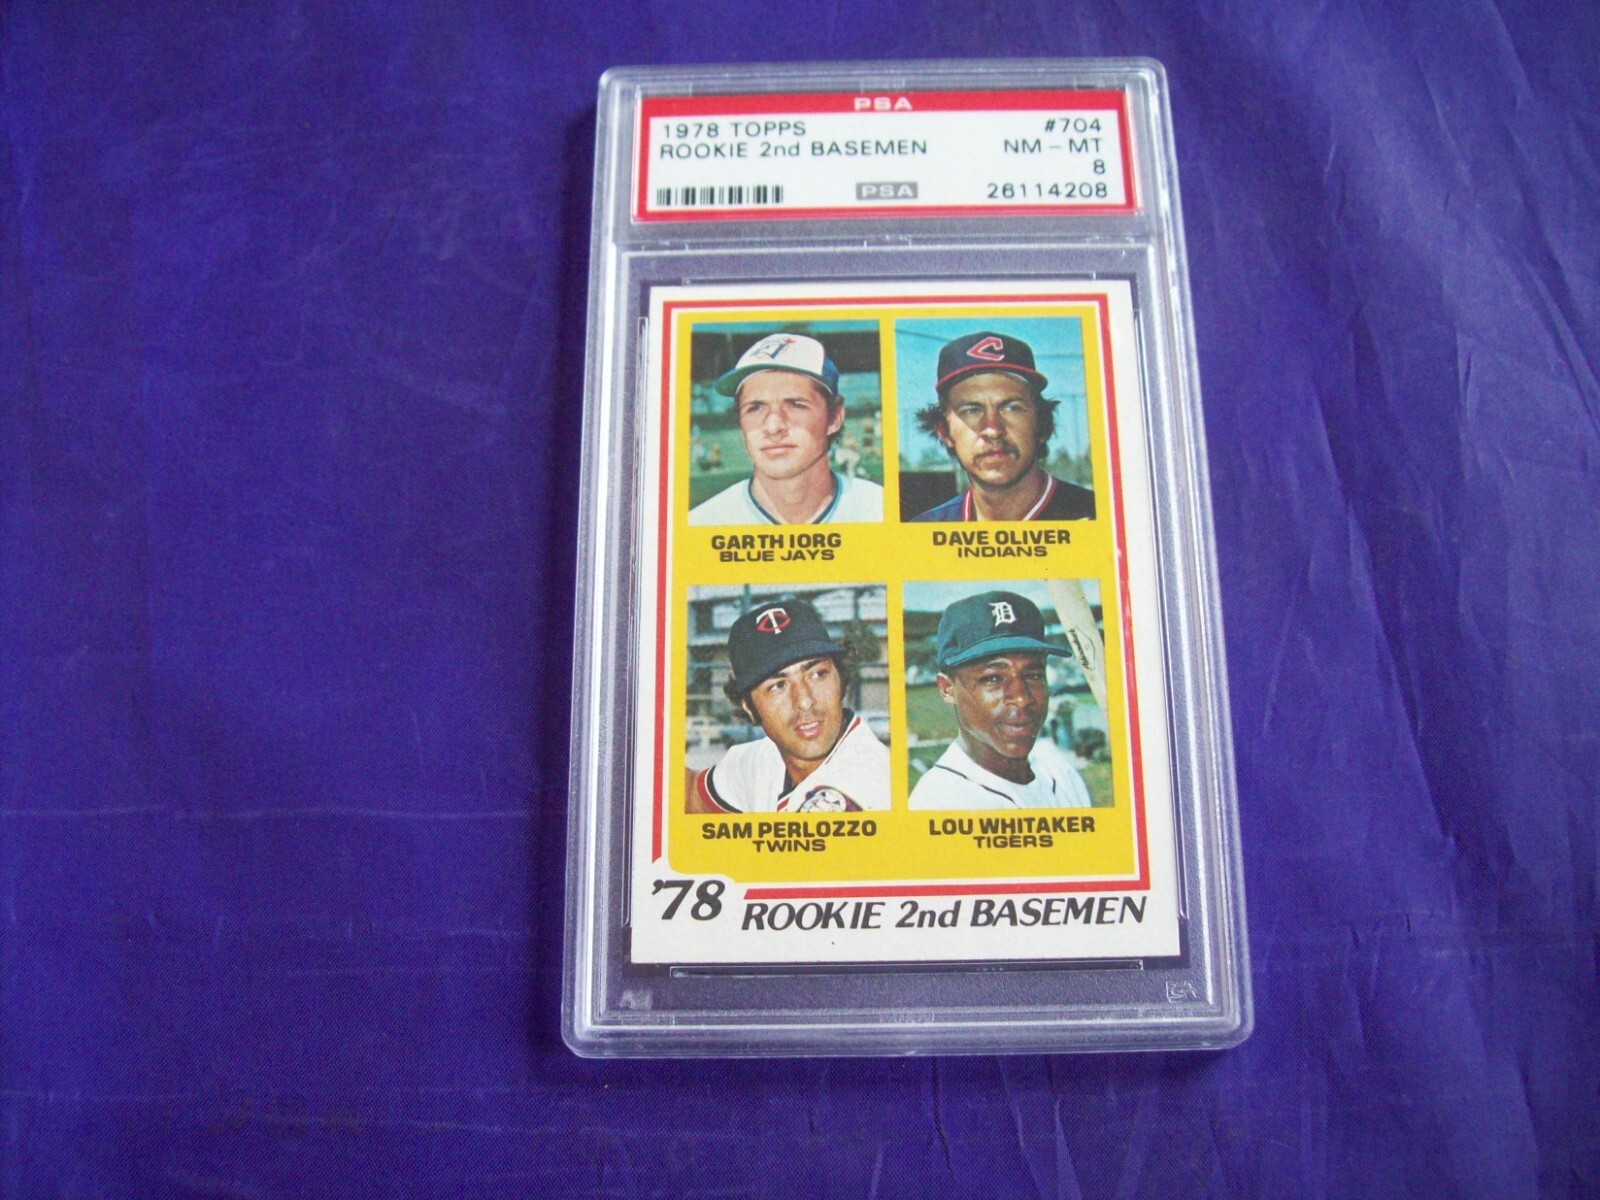 PSA
1978 TOPPS #704
ROOKIE 2nd BASEMEN NM - MT
8
PSA 26114208
C
GARTH IORG
BLUE JAYS
DAVE OLIVER
INDIANS
TC
D
SAM PERLOZZO
TWINS
LOU WHITAKER
TIGERS
'78 ROOKIE 2nd BASEMEN